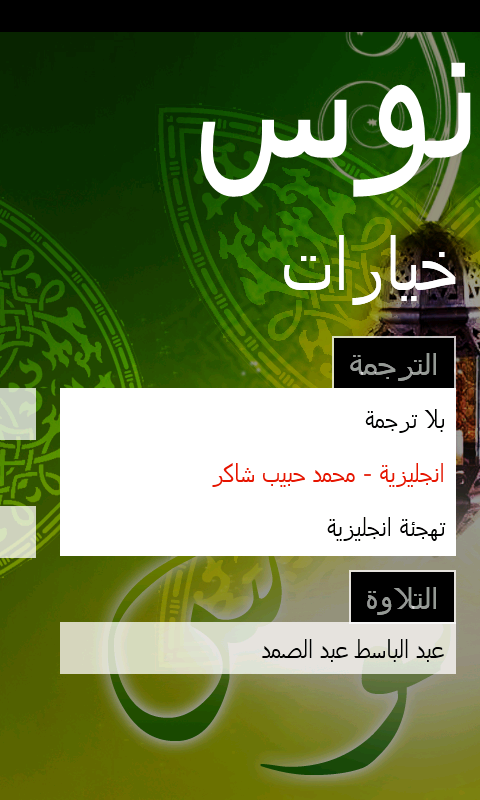 نوس
خيارات
الترجمة
بلا ترجمة
انجليزية - محمد حبيب شاكر
تهجئة انجليزية
التلاوة
عبد الباسط عبد الصمد